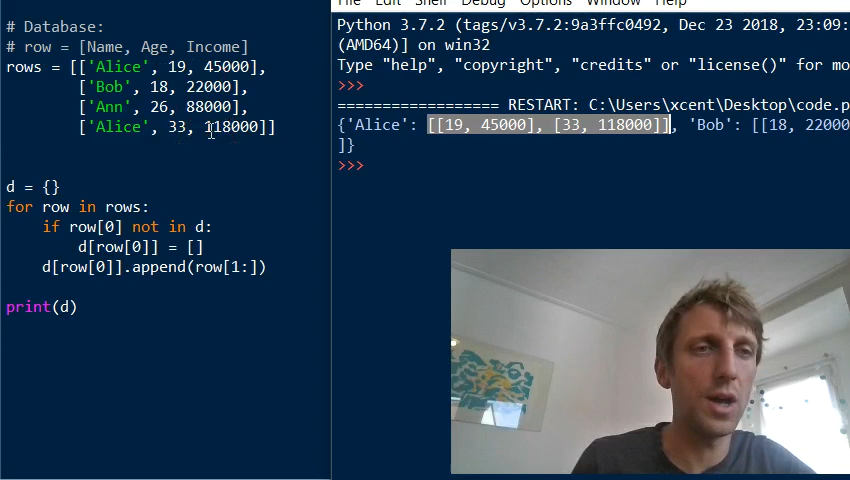 # Database:
# row = [Name, Age, Income]
rows = [['Alice', 19, 45000],
['Bob', 18, 22000],
['Ann', 26, 88000],
['Alice', 33, 118000]]
d = {}
for row in rows:
if row[0] not in d:
d[row[0]] = []
d[row[0]].append(row[1:])
print(d)
File Edit Shell Debug Options Window Help
Python 3.7.2 (tags/v3.7.2:9a3ffc0492, Dec 23 2018, 23:09:
(AMD64)] on win32
Type "help", "copyright", "credits" or "license()" for mo
>>>
================== RESTART: C:\Users\xcent\Desktop\code.p
{'Alice': [[19, 45000], [33, 118000]], 'Bob': [[18, 22000
]}
>>>